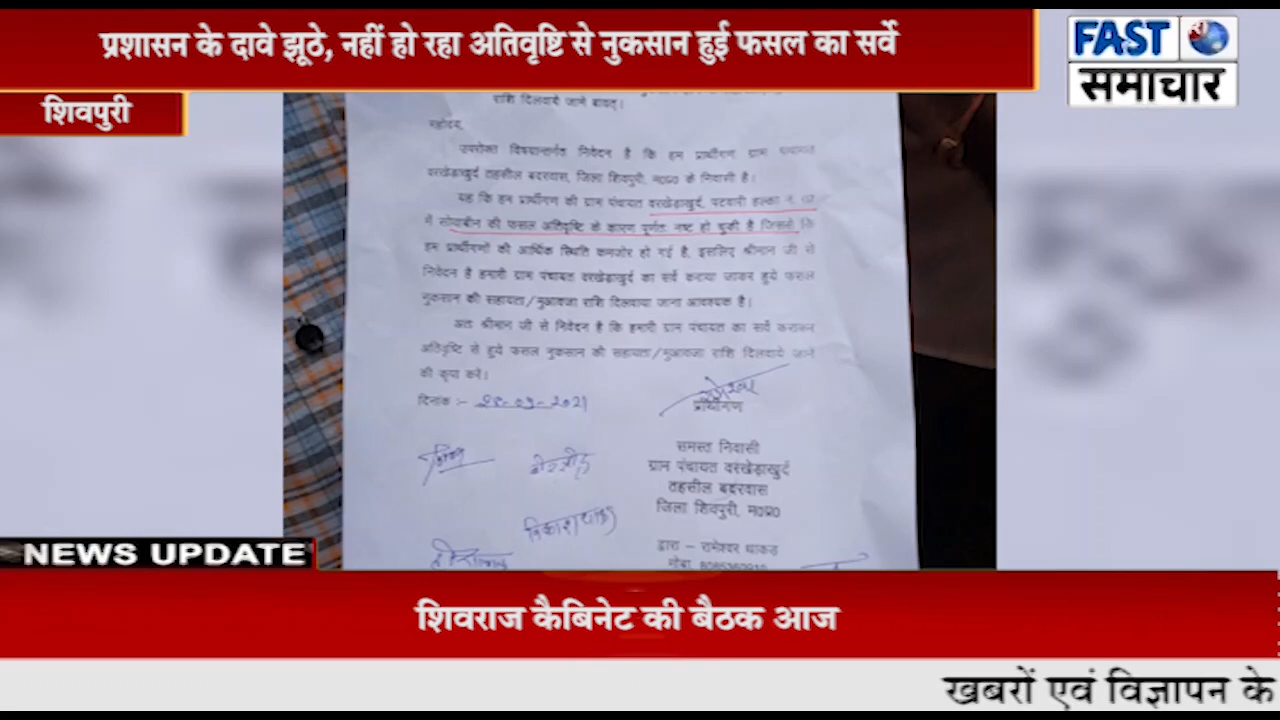 प्रशासन के दावे झूठे, नहीं हो रहा अतिवृष्टि से नुकसान हुई फसल का सर्वे
FAST
समाचार
शिवपुरी
राशि दिलवाये जाने बावत्।
महोदय,
उपरोक्त विषयान्तर्गत निवेदन है कि हम प्रार्थीगण ग्राम पंचायत
वरखेड़ाखुर्द तहसील बदरवास, जिला शिवपुरी, म0प्र0 के निवासी है।
यह कि हम प्रार्थीगण की ग्राम पंचायत वरखेड़ाखुर्द, पटवारी हल्का नं. 07
में सोयाबीन की फसल अतिवृष्टि के कारण पूर्णतः नष्ट हो चुकी है जिससे कि
हम प्रार्थीगणों की आर्थिक स्थिति कमजोर हो गई है, इसलिए श्रीमान जी से
निवेदन है हमारी ग्राम पंचायत वरखेड़ाखुर्द का सर्वे कराया जाकर हुये फसल
नुकसान की सहायता/मुआवजा राशि दिलवाया जाना आवश्यक है।
अतः श्रीमान जी से निवेदन है कि हमारी ग्राम पंचायत का सर्वे कराकर
अतिवृष्टि से हुये फसल नुकसान की सहायता/मुआवजा राशि दिलवाये जाने
की कृपा करें।
दिनांक :- -09-2021
प्रार्थीगण
समस्त निवासी
ग्राम पंचायत वरखेड़ाखुर्द
तहसील बदरवास
जिला शिवपुरी, म0प्र0
द्वारा – रामेश्वर धाकड़
मोबा.
NEWS UPDATE
शिवराज कैबिनेट की बैठक आज
खबरों एवं विज्ञापन के